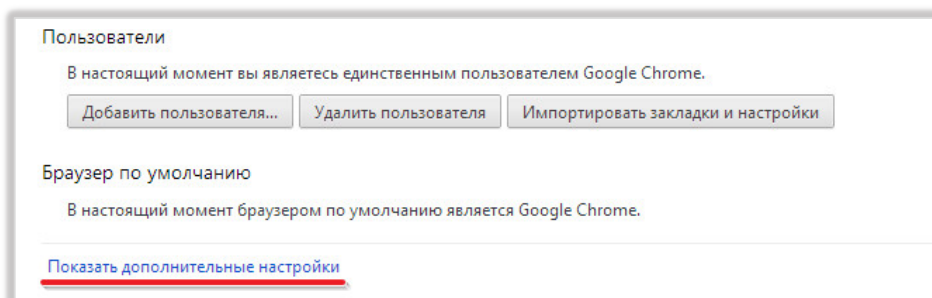 Пользователи
В настоящий момент вы являетесь единственным пользователем Google Chrome.
Добавить пользователя... Удалить пользователя Импортировать закладки и настройки
Браузер по умолчанию
В настоящий момент браузером по умолчанию является Google Chrome.
Показать дополнительные настройки